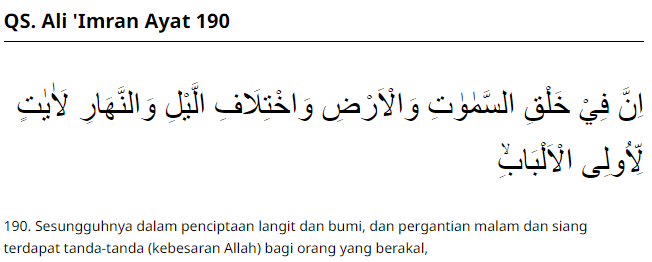 QS. Ali 'Imran Ayat 190
اِنَّ فِيْ خَلْقِ السَّمٰوٰتِ وَالْاَرْضِ وَاخْتِلَافِ الَّيْلِ وَالنَّهَارِ لَاٰيٰتٍ
لِّاُولِى الْاَلْبَابِۙ
190. Sesungguhnya dalam penciptaan langit dan bumi, dan pergantian malam dan siang
terdapat tanda-tanda (kebesaran Allah) bagi orang yang berakal,